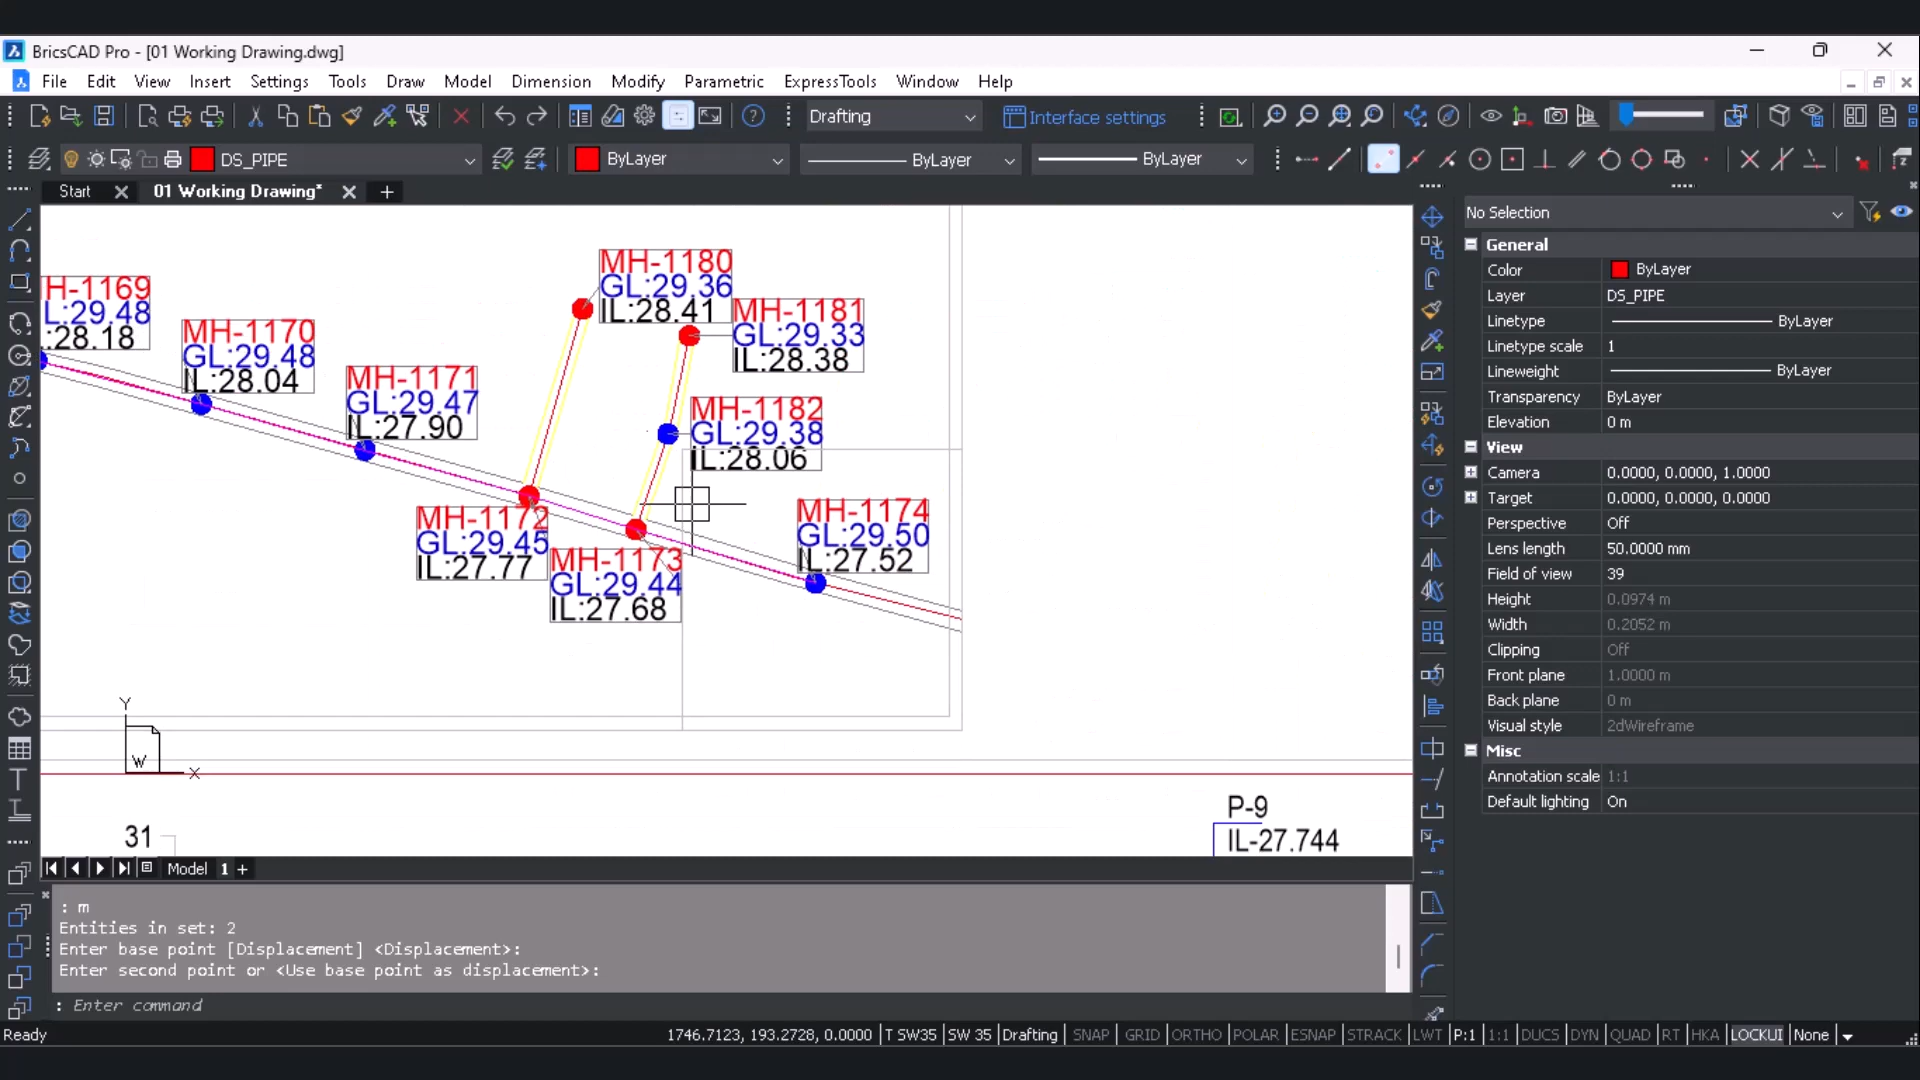 BricsCAD Pro - [01 Working Drawing.dwg]
File Edit View Insert Settings Tools Draw Model Dimension Modify Parametric ExpressTools Window Help
Drafting
Interface settings
DS_PIPE
ByLayer
ByLayer
ByLayer
Start
01 Working Drawing*
H-1169
L:29.48
:28.18
MH-1170
GL:29.48
IL:28.04
MH-1171
GL:29.47
IL:27.90
MH-1180
GL:29.36
IL:28.41
MH-1181
GL:29.33
IL:28.38
MH-1182
GL:29.38
IL:28.06
MH-1172
GL:29.45
IL:27.77
MH-1173
GL:29.44
IL:27.68
MH-1174
GL:29.50
IL:27.52
Y
W
X
31
P-9
IL-27.744
Model 1 +
: m
Entities in set: 2
Enter base point [Displacement] <Displacement>:
Enter second point or <Use base point as displacement>:
: Enter command
Ready
1746.7123, 193.2728, 0.0000 T SW35 SW 35 Drafting SNAP GRID ORTHO POLAR ESNAP STRACK LWT P:1 1:1 DUCS DYN QUAD RT HKA LOCKUI None
No Selection
General
Color ByLayer
Layer DS_PIPE
Linetype ByLayer
Linetype scale 1
Lineweight ByLayer
Transparency ByLayer
Elevation 0 m
View
Camera 0.0000, 0.0000, 1.0000
Target 0.0000, 0.0000, 0.0000
Perspective Off
Lens length 50.0000 mm
Field of view 39
Height 0.0974 m
Width 0.2052 m
Clipping Off
Front plane 1.0000 m
Back plane 0 m
Visual style 2dWireframe
Misc
Annotation scale 1:1
Default lighting On